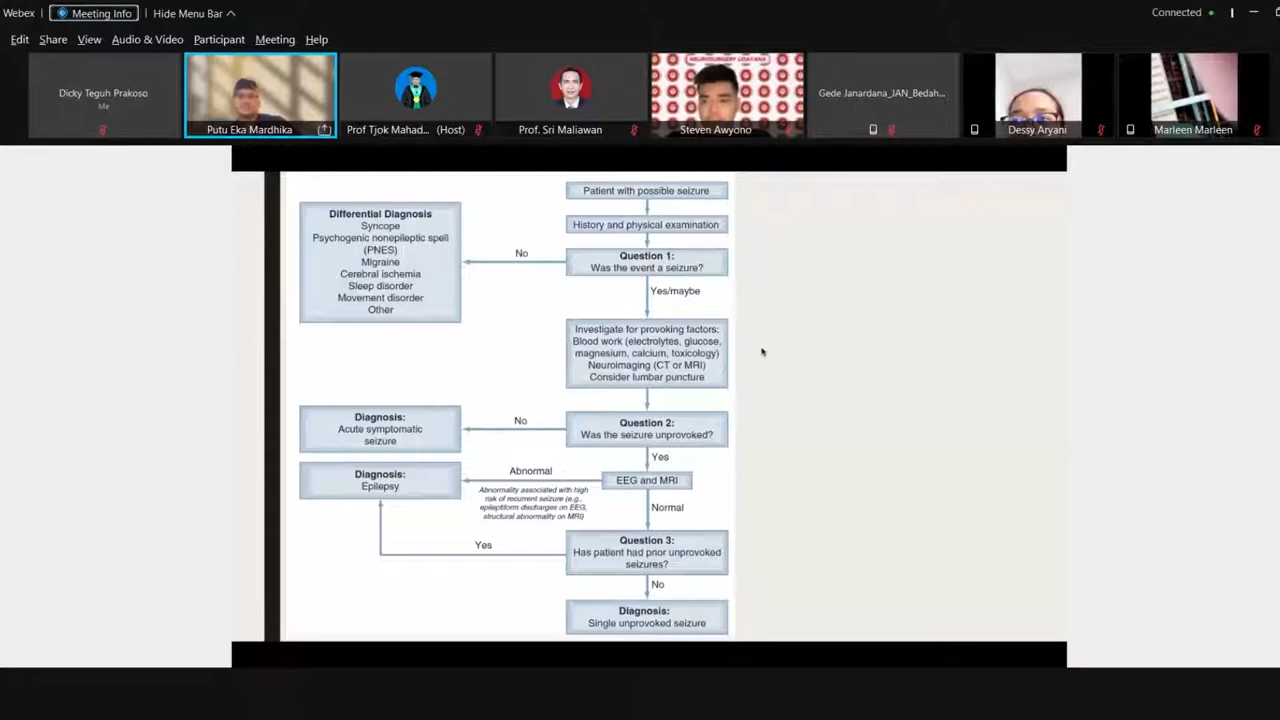 Webex
Meeting Info
Hide Menu Bar
Connected
Edit Share View Audio & Video Participant Meeting Help
Dicky Teguh Prakoso
Me
Putu Eka Mardhika
Prof Tjok Mahad... (Host)
Prof. Sri Maliawan
NEUROSURGERY UDAYANA
Steven Awyono
Gede Janardana_JAN_Bedah...
Dessy Aryani
Marleen Marleen
Patient with possible seizure
History and physical examination
Question 1:
Was the event a seizure?
No
Differential Diagnosis
Syncope
Psychogenic nonepileptic spell
(PNES)
Migraine
Cerebral ischemia
Sleep disorder
Movement disorder
Other
Yes/maybe
Investigate for provoking factors:
Blood work (electrolytes, glucose,
magnesium, calcium, toxicology)
Neuroimaging (CT or MRI)
Consider lumbar puncture
Question 2:
Was the seizure unprovoked?
No
Diagnosis:
Acute symptomatic
seizure
Yes
EEG and MRI
Abnormal
Abnormality associated with high
risk of recurrent seizure (e.g.,
epileptiform discharges on EEG,
structural abnormality on MRI)
Diagnosis:
Epilepsy
Normal
Question 3:
Has patient had prior unprovoked
seizures?
Yes
No
Diagnosis:
Single unprovoked seizure